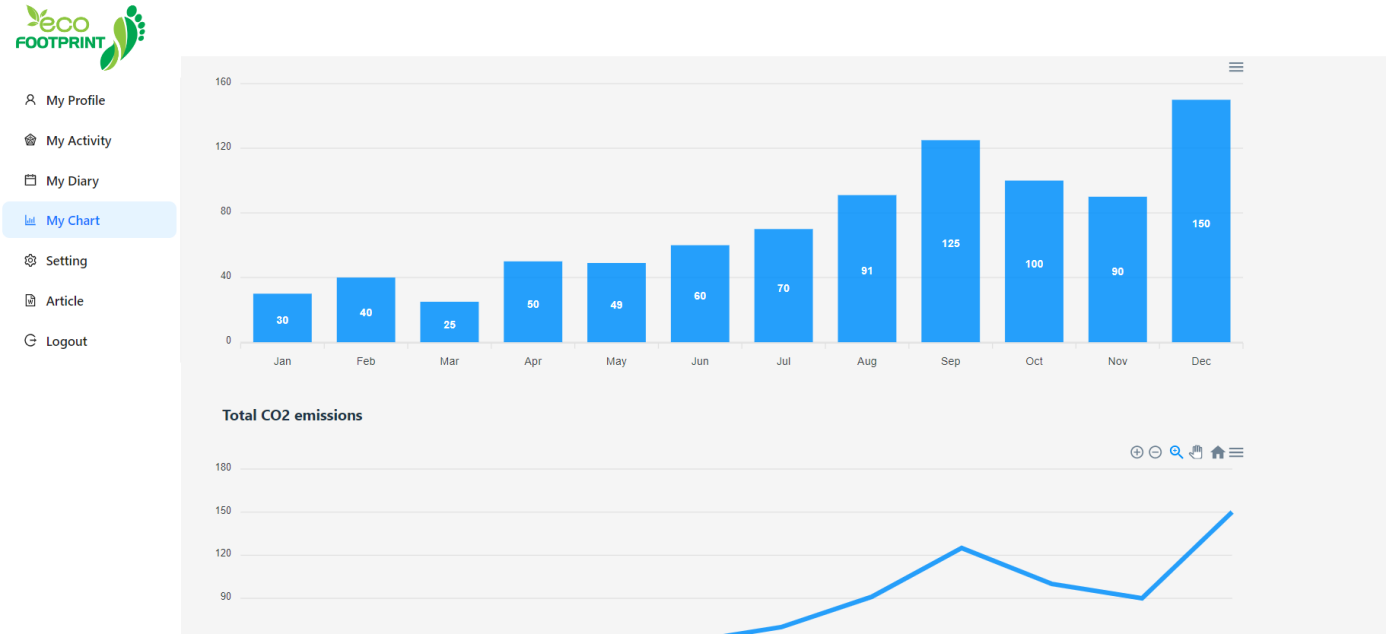 eco
FOOTPRINT
My Profile
My Activity
My Diary
My Chart
Setting
Article
Logout
160
120
80
40
0
30
40
25
50
49
60
70
91
125
100
90
150
Jan Feb Mar Apr May Jun Jul Aug Sep Oct Nov Dec
Total CO2 emissions
180
150
120
90